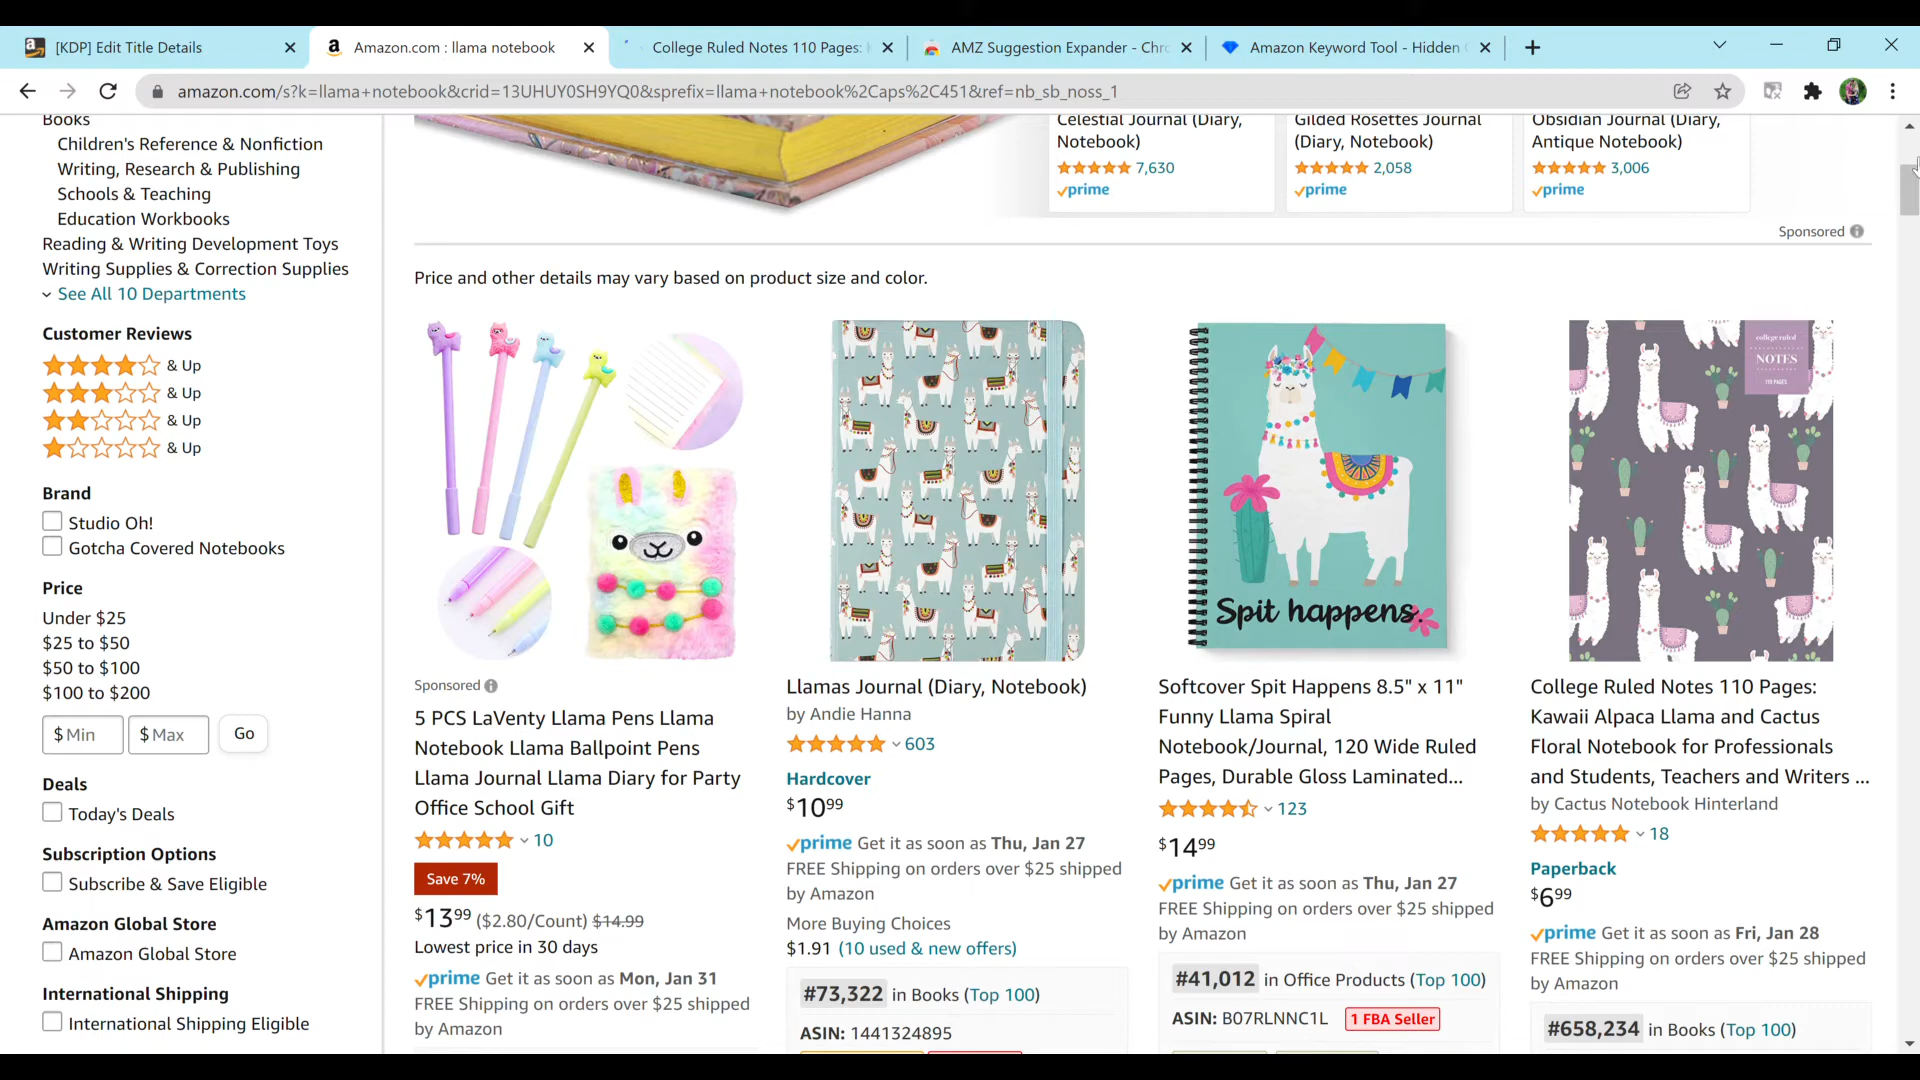 [KDP] Edit Title Details
Amazon.com : llama notebook
College Ruled Notes 110 Pages:
AMZ Suggestion Expander - Chr
Amazon Keyword Tool - Hidden
amazon.com/s?k=llama+notebook&crid=13UHUY0SH9YQ0&sprefix=llama+notebook%2Caps%2C451&ref=nb_sb_noss_1
Books
Children's Reference & Nonfiction
Writing, Research & Publishing
Schools & Teaching
Education Workbooks
Reading & Writing Development Toys
Writing Supplies & Correction Supplies
See All 10 Departments
Customer Reviews
& Up
& Up
& Up
& Up
Brand
Studio Oh!
Gotcha Covered Notebooks
Price
Under $25
$25 to $50
$50 to $100
$100 to $200
$ Min
$ Max
Go
Deals
Today's Deals
Subscription Options
Subscribe & Save Eligible
Amazon Global Store
Amazon Global Store
International Shipping
International Shipping Eligible
Celestial Journal (Diary,
Notebook)
7,630
prime
Gilded Rosettes Journal
(Diary, Notebook)
2,058
prime
Obsidian Journal (Diary,
Antique Notebook)
3,006
prime
Sponsored
Price and other details may vary based on product size and color.
Sponsored
5 PCS LaVenty Llama Pens Llama
Notebook Llama Ballpoint Pens
Llama Journal Llama Diary for Party
Office School Gift
10
Save 7%
$13.99 ($2.80/Count) $14.99
Lowest price in 30 days
prime Get it as soon as Mon, Jan 31
FREE Shipping on orders over $25 shipped
by Amazon
Llamas Journal (Diary, Notebook)
by Andie Hanna
603
Hardcover
$10.99
prime Get it as soon as Thu, Jan 27
FREE Shipping on orders over $25 shipped
by Amazon
More Buying Choices
$1.91 (10 used & new offers)
#73,322 in Books (Top 100)
ASIN: 1441324895
Spit happens.
Softcover Spit Happens 8.5" x 11"
Funny Llama Spiral
Notebook/Journal, 120 Wide Ruled
Pages, Durable Gloss Laminated...
123
$14.99
prime Get it as soon as Thu, Jan 27
FREE Shipping on orders over $25 shipped
by Amazon
#41,012 in Office Products (Top 100)
ASIN: B07RLNNC1L
1 FBA Seller
college ruled
NOTES
110 PAGES
College Ruled Notes 110 Pages:
Kawaii Alpaca Llama and Cactus
Floral Notebook for Professionals
and Students, Teachers and Writers ...
by Cactus Notebook Hinterland
18
Paperback
$6.99
prime Get it as soon as Fri, Jan 28
FREE Shipping on orders over $25 shipped
by Amazon
#658,234 in Books (Top 100)